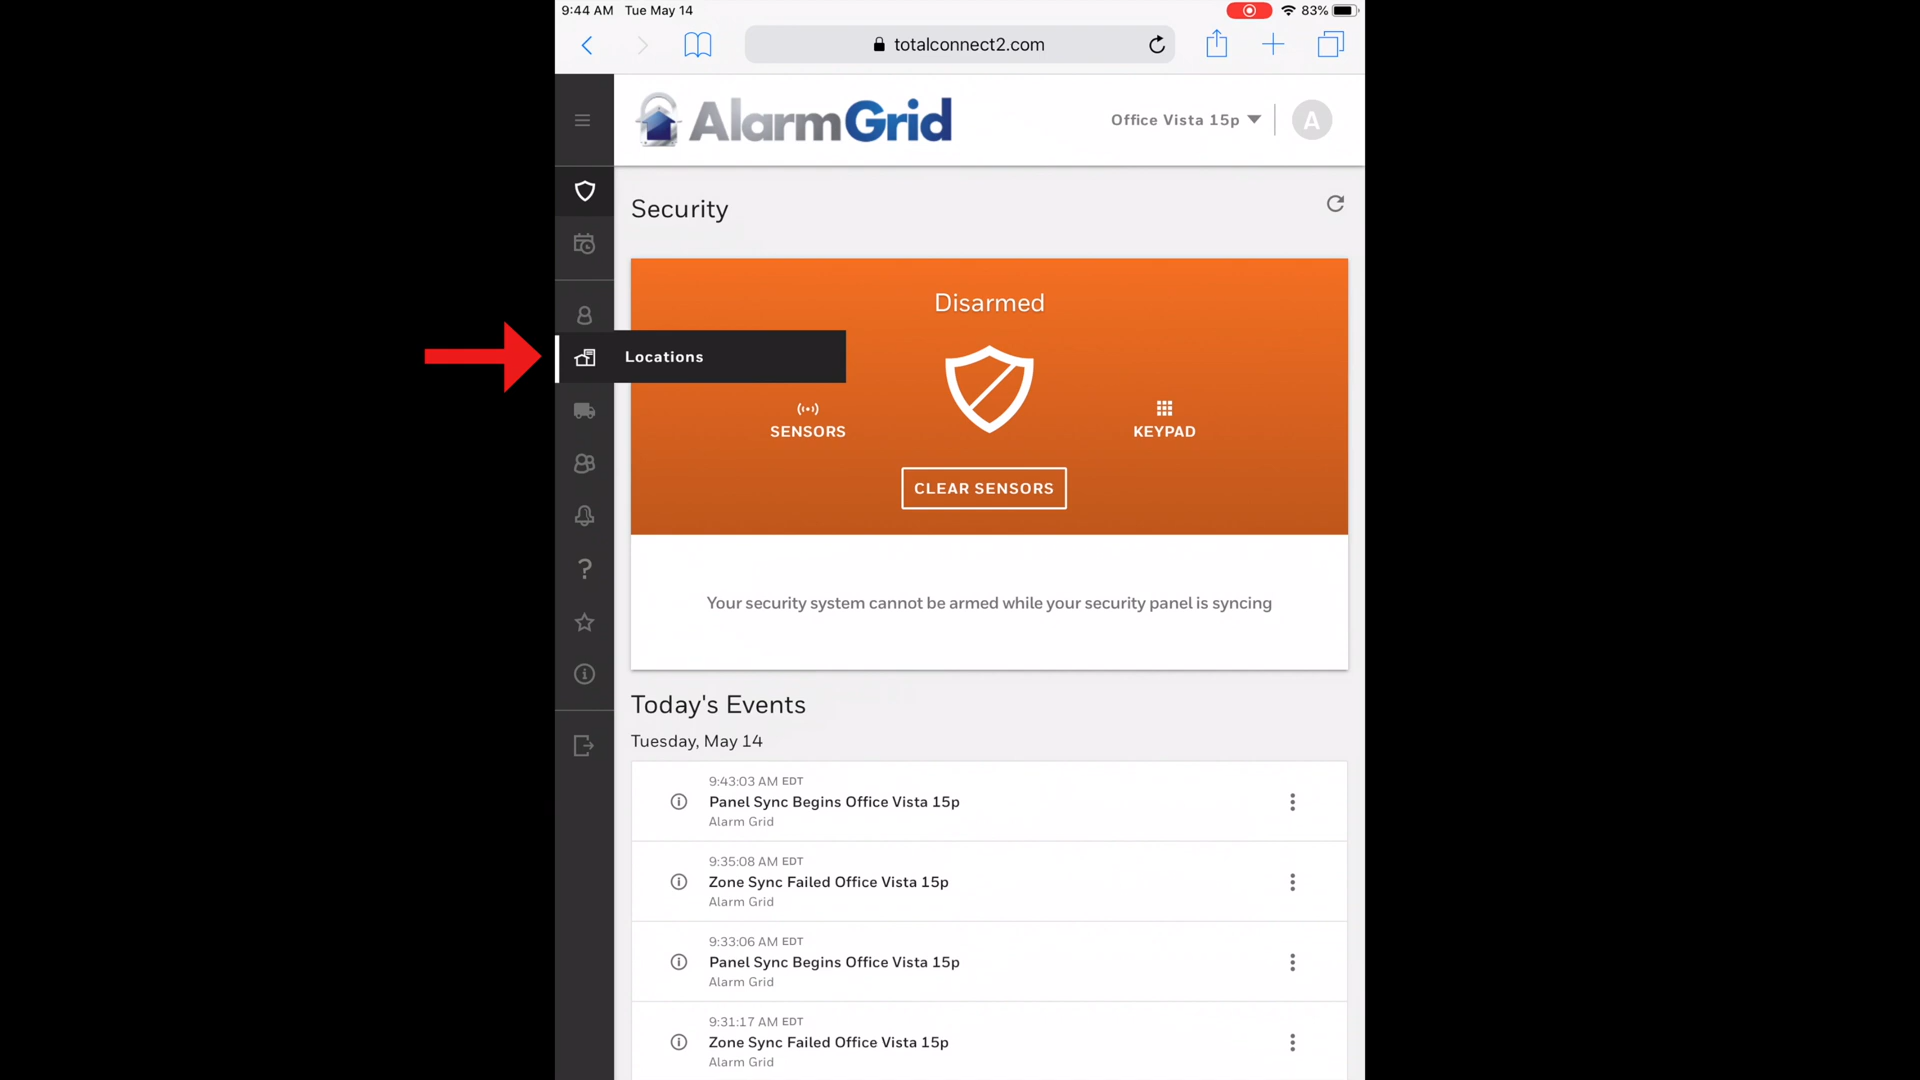 9:44 AM Tue May 14
83%
totalconnect2.com
AlarmGrid
Office Vista 15p
A
Security
Disarmed
Locations
SENSORS
KEYPAD
CLEAR SENSORS
Your security system cannot be armed while your security panel is syncing
Today's Events
Tuesday, May 14
9:43:03 AM EDT
Panel Sync Begins Office Vista 15p
Alarm Grid
9:35:08 AM EDT
Zone Sync Failed Office Vista 15p
Alarm Grid
9:33:06 AM EDT
Panel Sync Begins Office Vista 15p
Alarm Grid
9:31:17 AM EDT
Zone Sync Failed Office Vista 15p
Alarm Grid